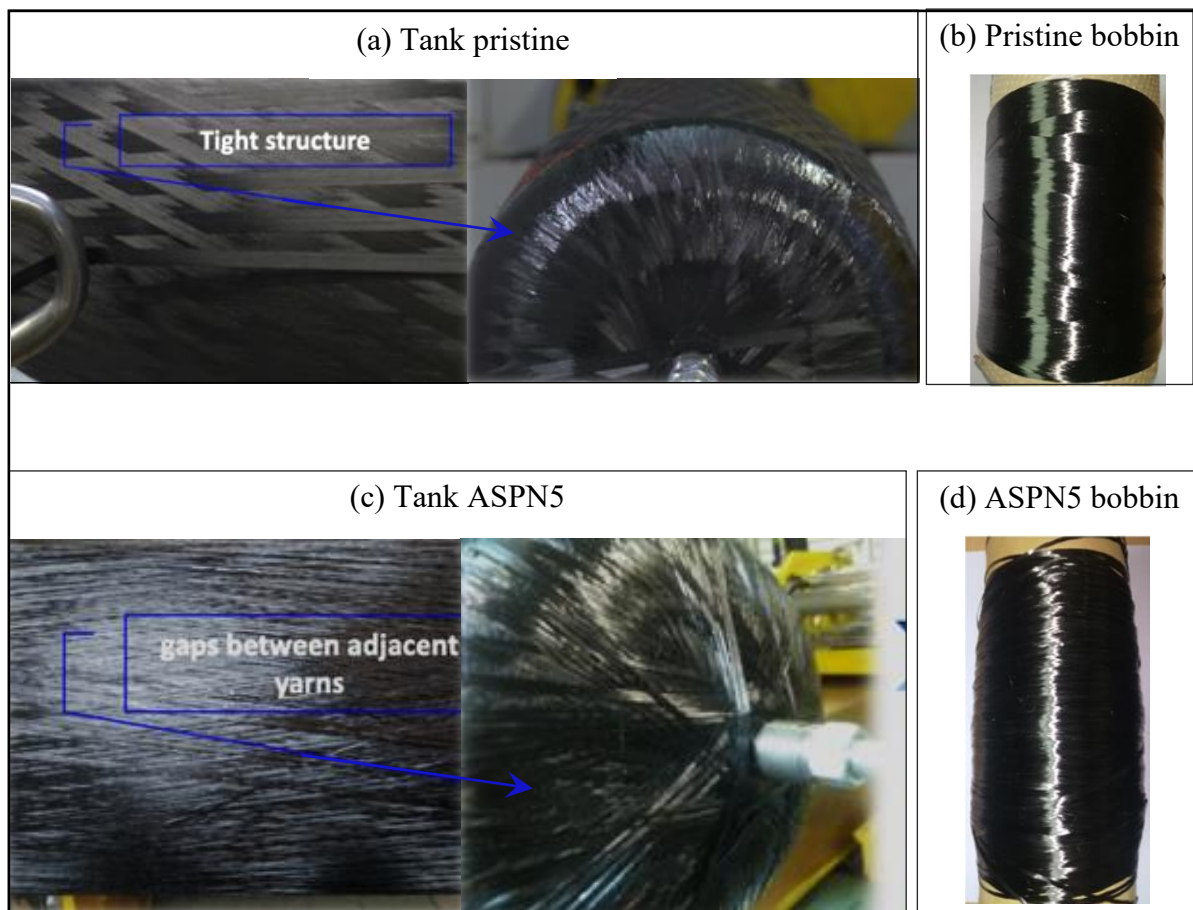 (a) Tank pristine
(b) Pristine bobbin
Tight structure
(c) Tank ASPN5
(d) ASPN5 bobbin
gaps between adjacent
yarns